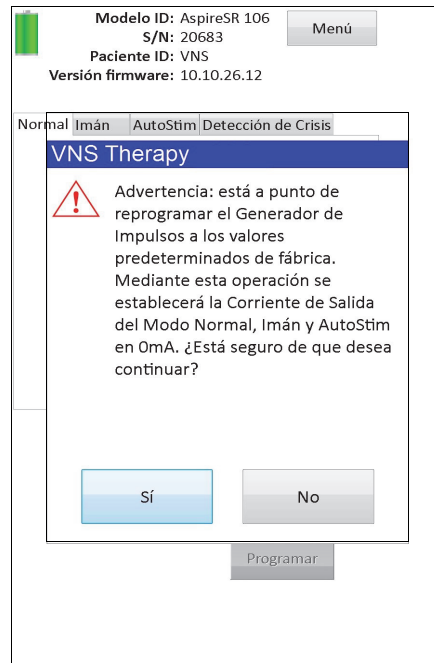 Modelo ID: AspireSR 106
S/N: 20683
Paciente ID: VNS
Versión firmware: 10.10.26.12
Menú
Normal Imán AutoStim Detección de Crisis
VNS Therapy
Advertencia: está a punto de
reprogramar el Generador de
Impulsos a los valores
predeterminados de fábrica.
Mediante esta operación se
establecerá la Corriente de Salida
del Modo Normal, Imán y AutoStim
en 0mA. ¿Está seguro de que desea
continuar?
Sí
No
Programar